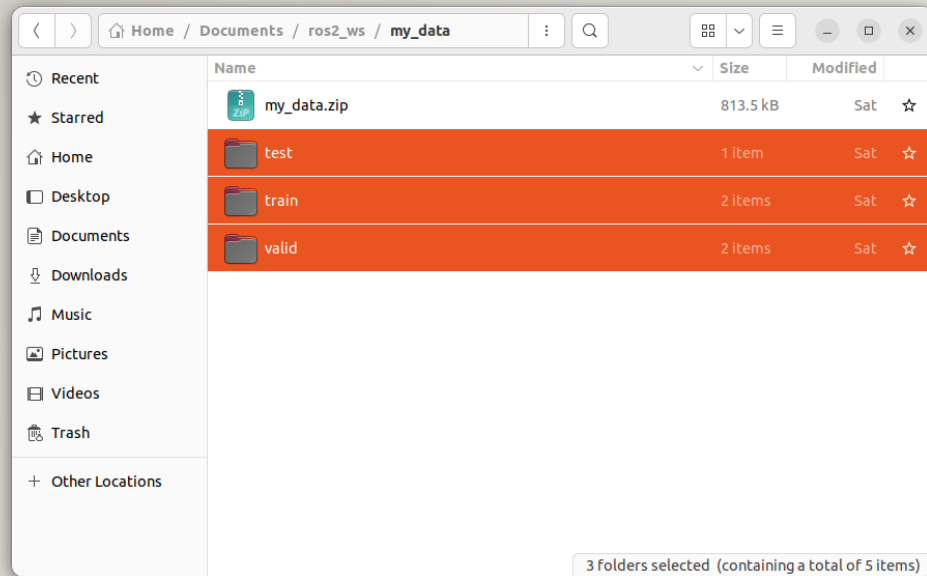 Home / Documents / ros2_ws / my_data
Name Size Modified
Recent
Starred
Home
Desktop
Documents
Downloads
Music
Pictures
Videos
Trash
+ Other Locations
ZIP my_data.zip 813.5 kB Sat
test 1 item Sat
train 2 items Sat
valid 2 items Sat
3 folders selected (containing a total of 5 items)